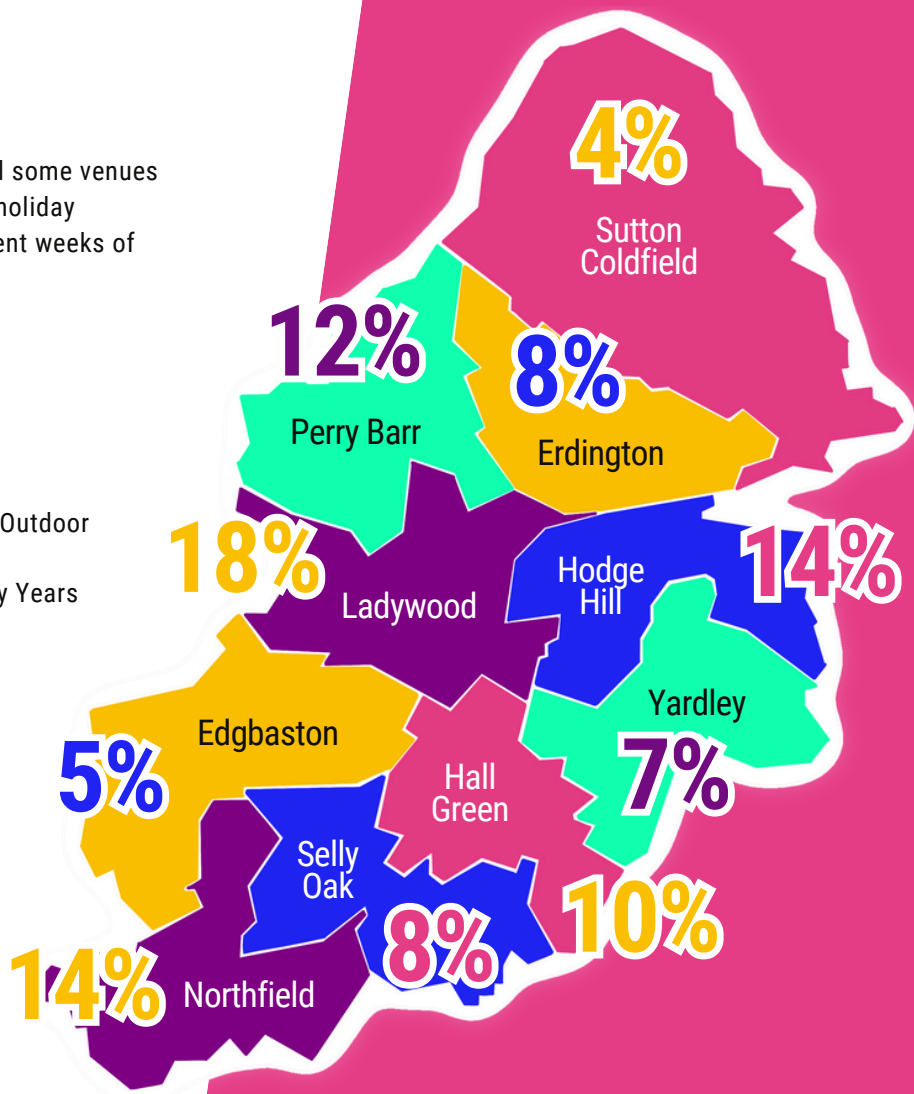 some venues
holiday
weeks of
Outdoor
Years
4%
Sutton
Coldfield
12%
8%
Perry Barr
Erdington
18%
14%
Hodge
Hill
Ladywood
Yardley
Edgbaston
5%
7%
Hall
Green
Selly
Oak
10%
8%
14%
Northfield